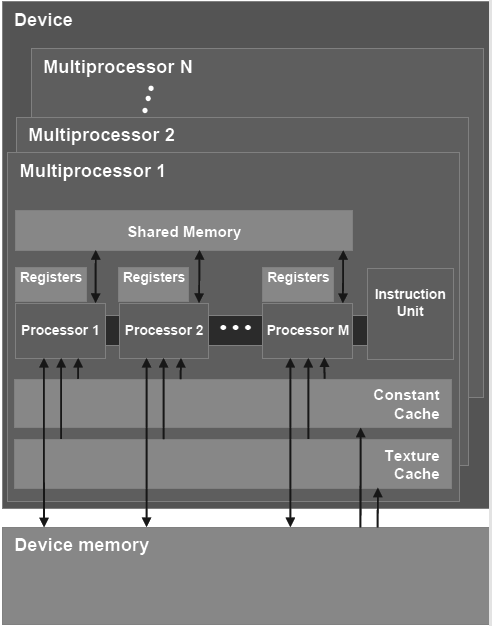 Device
Multiprocessor N
Multiprocessor 2
Multiprocessor 1
Shared Memory
Registers Registers Registers
Instruction
Unit
Processor 1 Processor 2 Processor M
Constant
Cache
Texture
Cache
Device memory